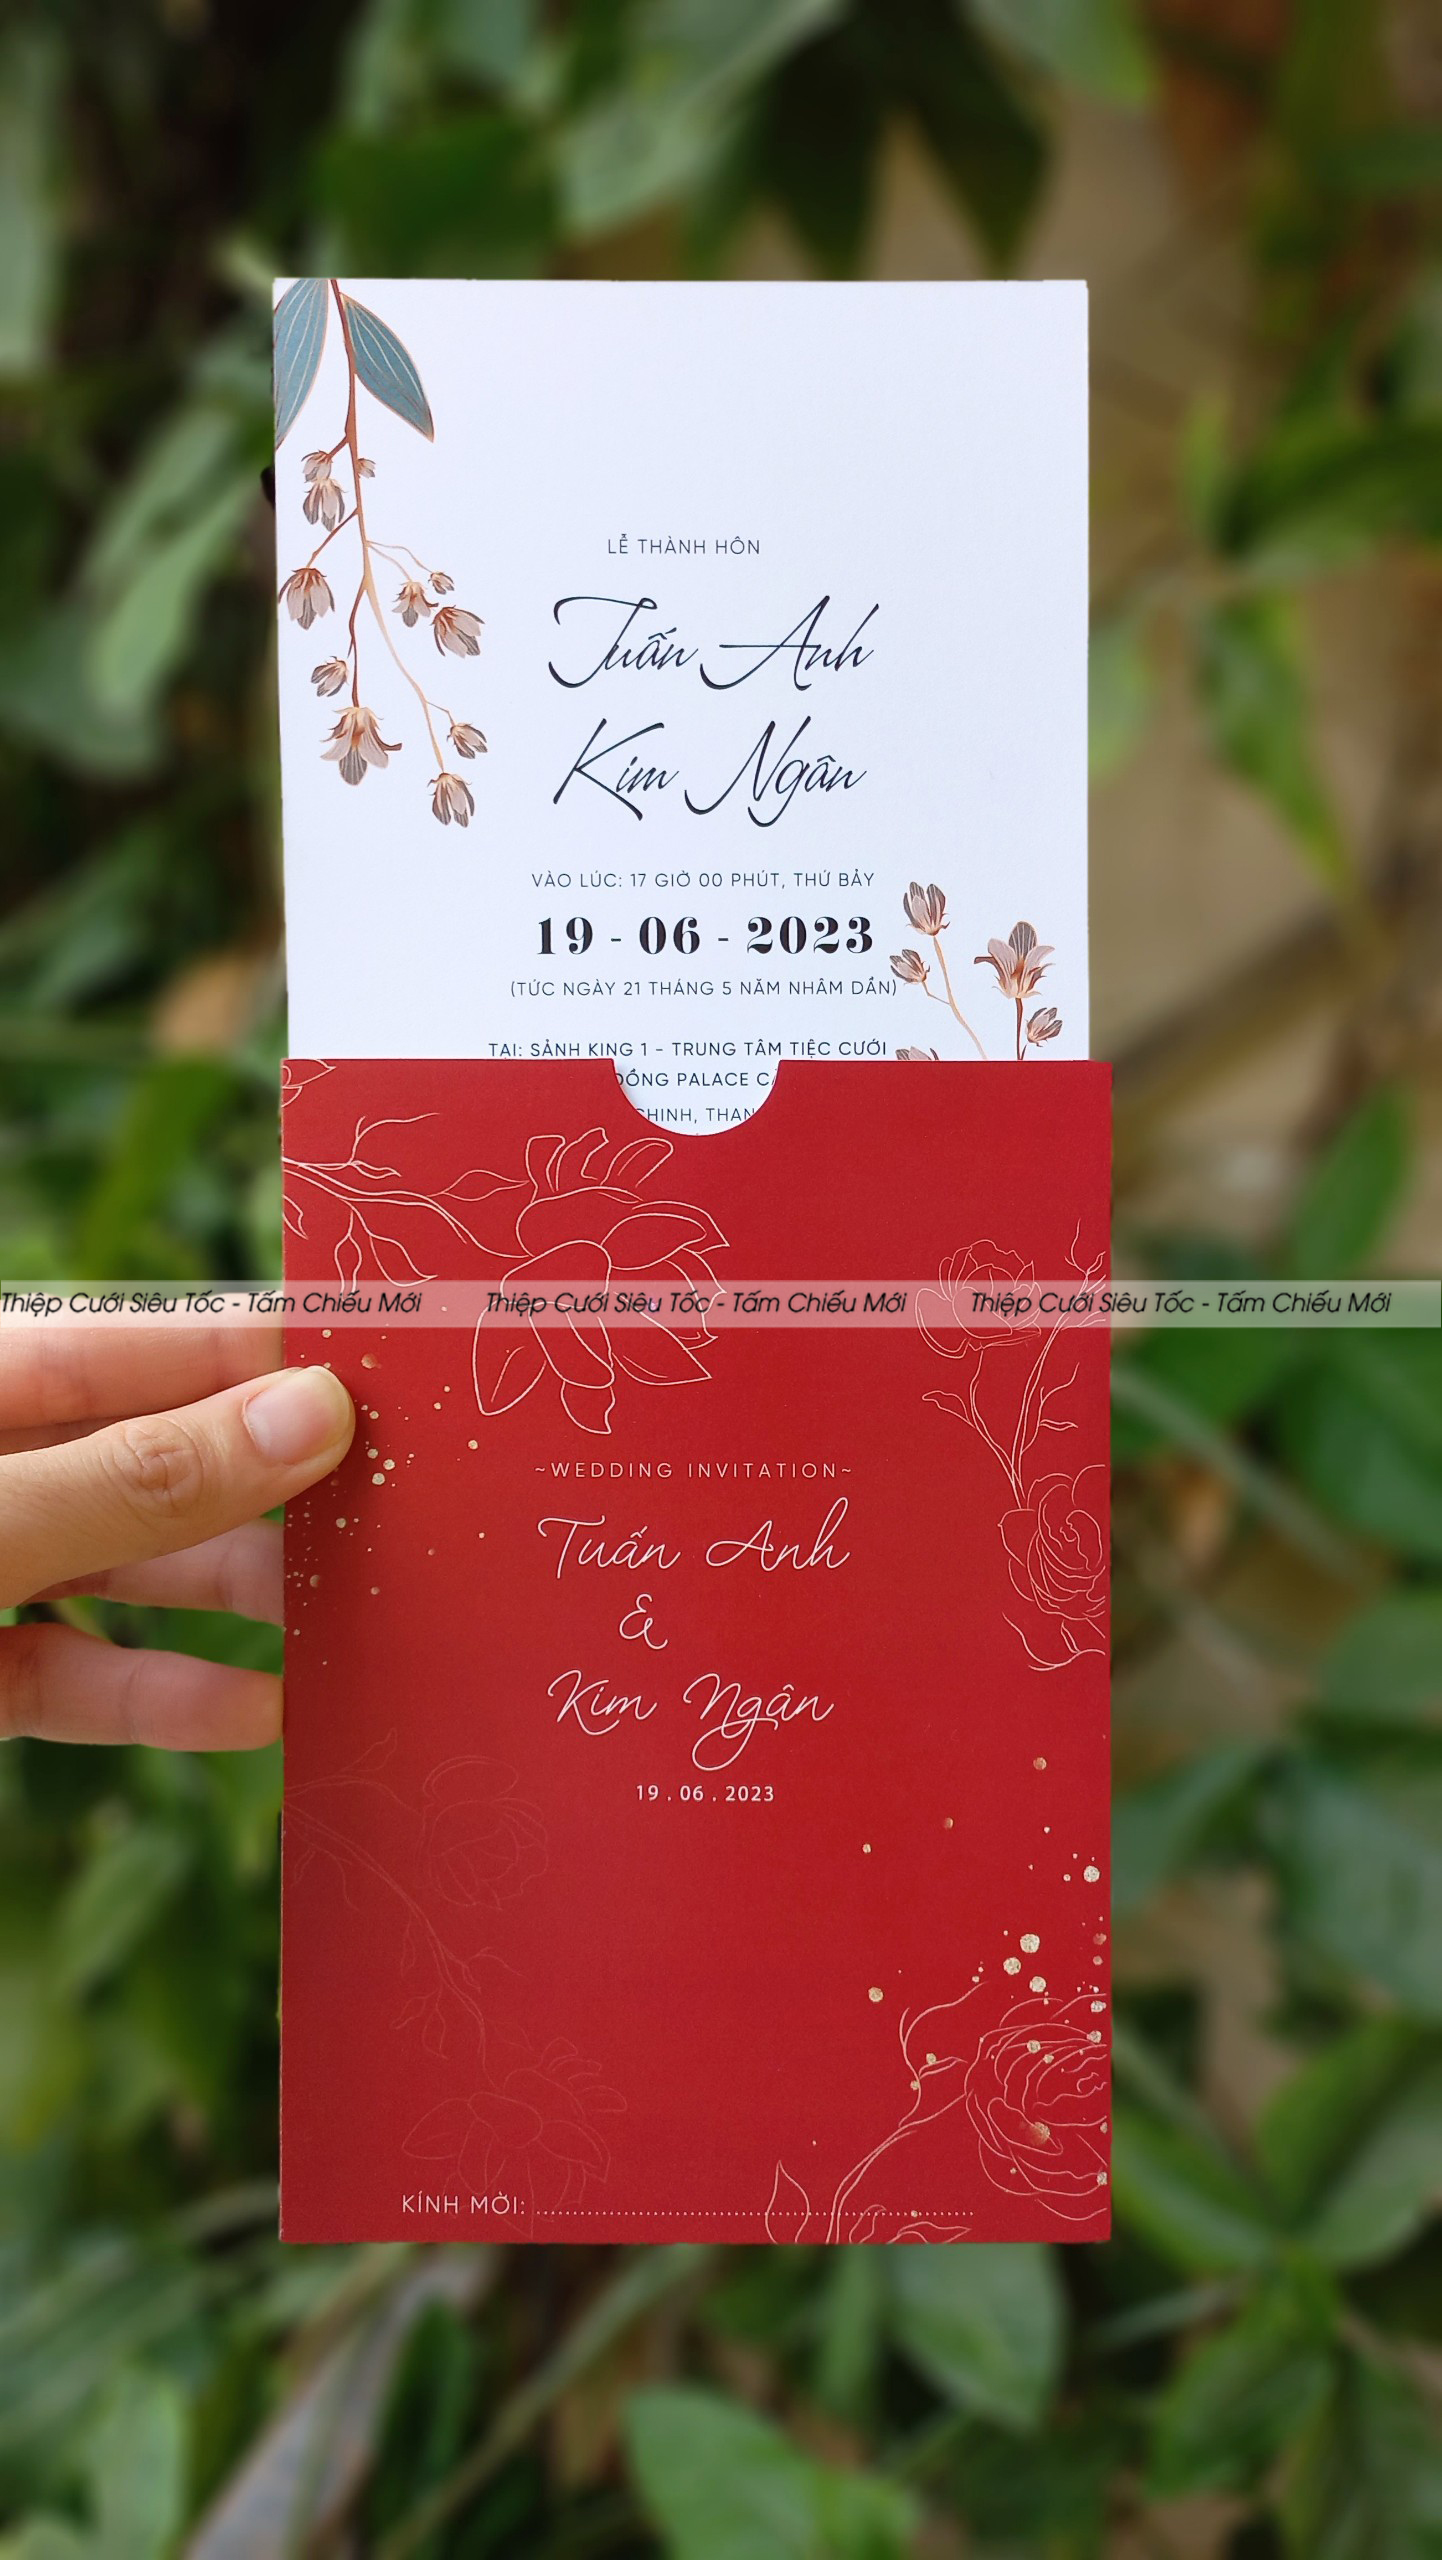 LỄ THÀNH HÔN
Tuấn Anh
Kim Ngân
VÀO LÚC: 17 GIỜ 00 PHÚT, THỨ BẢY
19 - 06 - 2023
(TỨC NGÀY 21 THÁNG 5 NĂM NHÂM DẦN)
TẠI: SẢNH KING 1 - TRUNG TÂM TIỆC CƯỚI
PALACE
Thiệp Cưới Siêu Tốc - Tấm Chiếu Mới Thiệp Cưới Siêu Tốc - Tấm Chiếu Mới Thiệp Cưới Siêu Tốc - Tấm Chiếu Mới
~WEDDING INVITATION~
Tuấn Anh
&
Kim Ngân
19 . 06 . 2023
KÍNH MỜI: